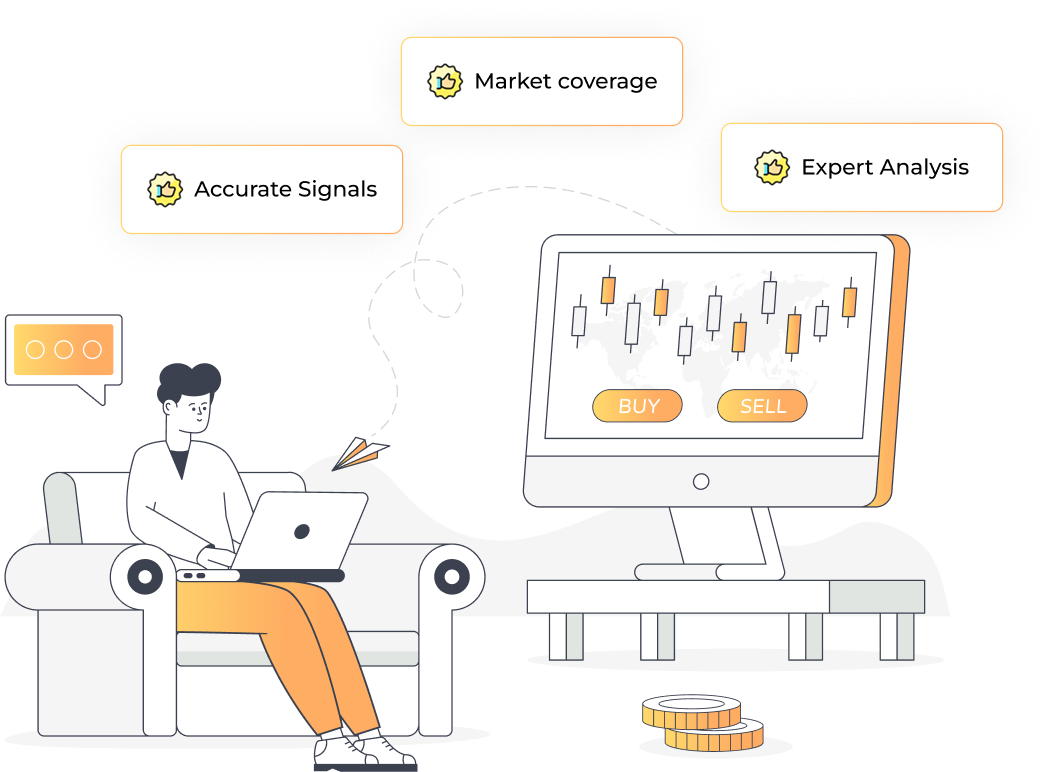 Market coverage
Expert Analysis
Accurate Signals
BUY
SELL